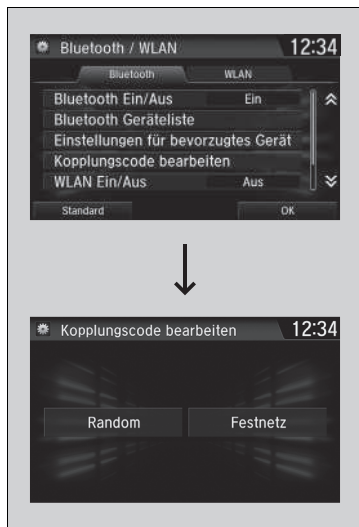 Bluetooth / WLAN 12:34
Bluetooth WLAN
Bluetooth Ein/Aus Ein
Bluetooth Geräteliste
Einstellungen für bevorzugtes Gerät
Kopplungscode bearbeiten
WLAN Ein/Aus Aus
Standard OK
Kopplungscode bearbeiten 12:34
Random Festnetz